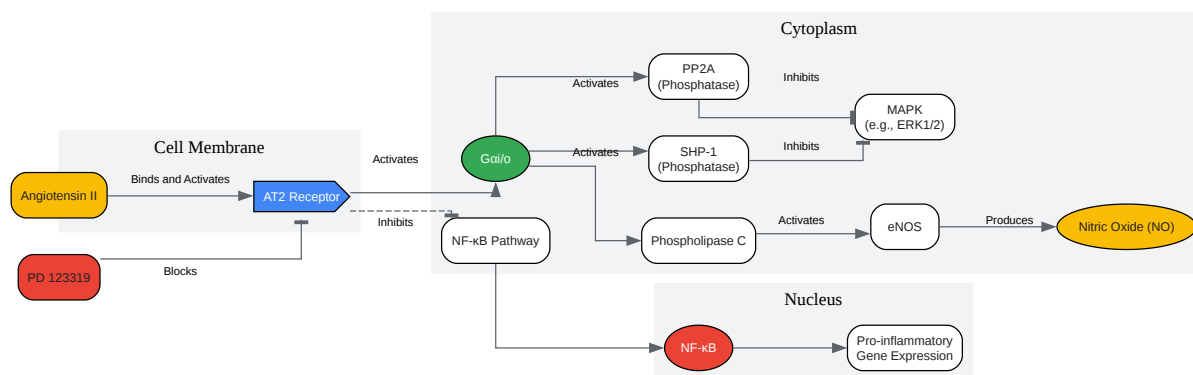 Cytoplasm
PP2A
(Phosphatase)
Activates
Inhibits
MAPK
(e.g., ERK1/2)
Cell Membrane
Angiotensin II
Binds and Activates
AT2 Receptor
Activates
Inhibits
Gαi/o
Activates
SHP-1
(Phosphatase)
Inhibits
NF-κB Pathway
Phospholipase C
Activates
eNOS
Produces
Nitric Oxide (NO)
PD 123319
Blocks
Nucleus
NF-κB
Pro-inflammatory
Gene Expression